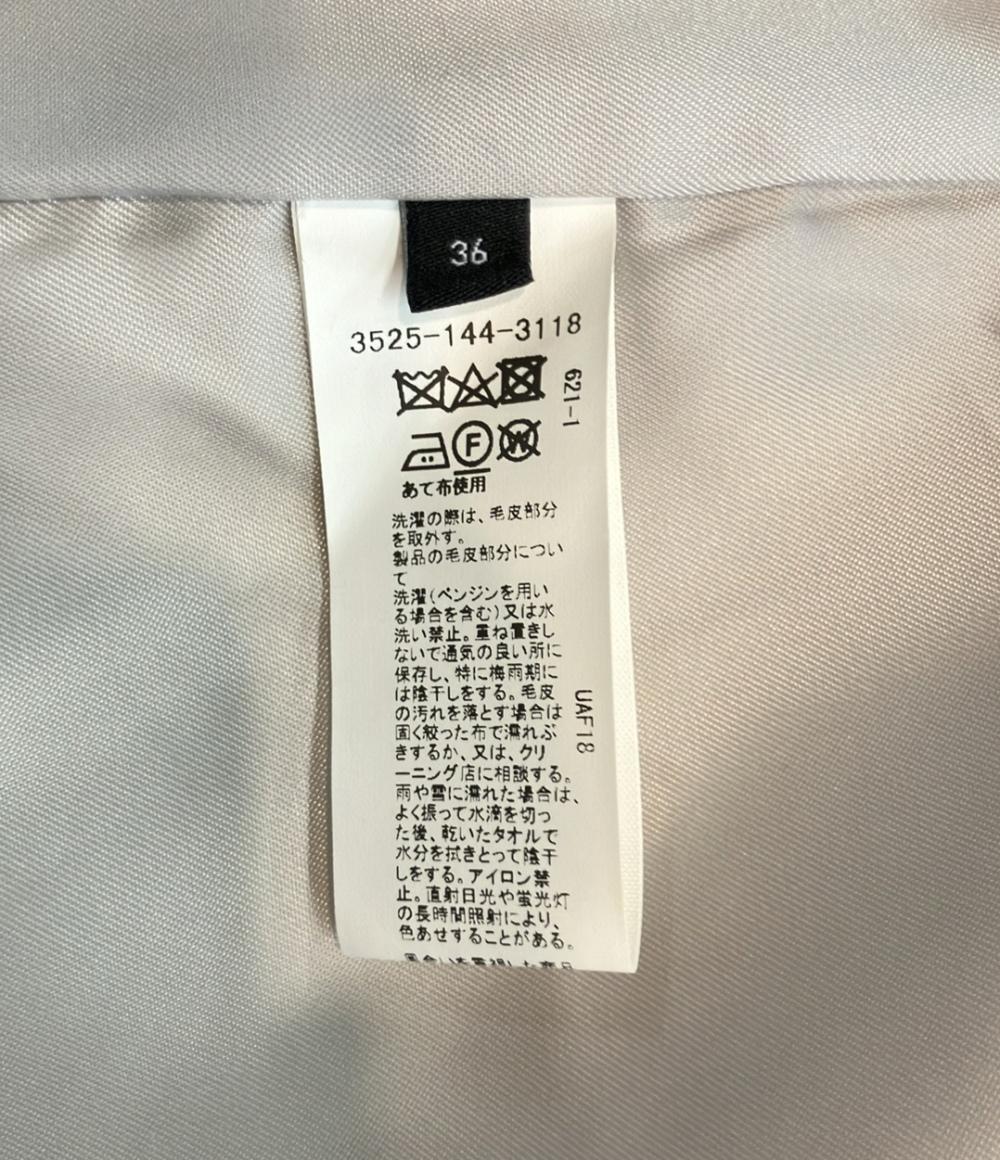 36
3525-144-3118
621-1
F
W
あて布使用
洗濯の際は、毛皮部分
を取外す。
製品の毛皮部分につい
て
洗濯(ベンジンを用い
る場合を含む)又は水
洗い禁止。重ね置きし
ないで通気の良い所に
保存し、特に梅雨期に
は陰干しをする。毛皮
の汚れを落とす場合は
固く絞った布で濡れぶ
きするか、又は、クリ
ーニング店に相談する。
雨や雪に濡れた場合は、
よく振って水滴を切っ
た後、乾いたタオルで
水分を拭きとって陰干
しをする。アイロン禁
止。直射日光や蛍光灯
の長時間照射により、
色あせすることがある。
UAF18